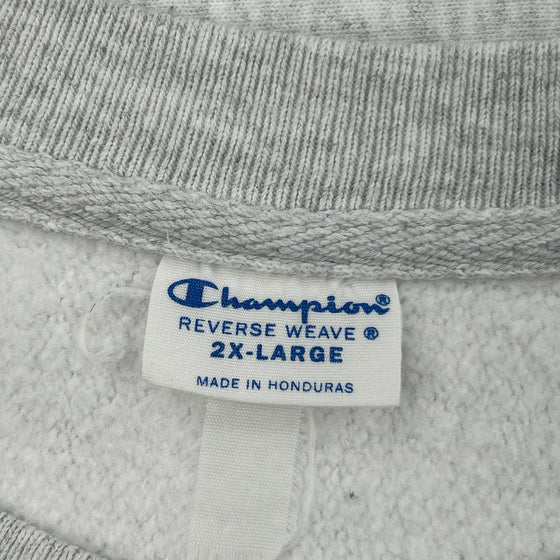 Champion®
REVERSE WEAVE®
2X-LARGE
MADE IN HONDURAS